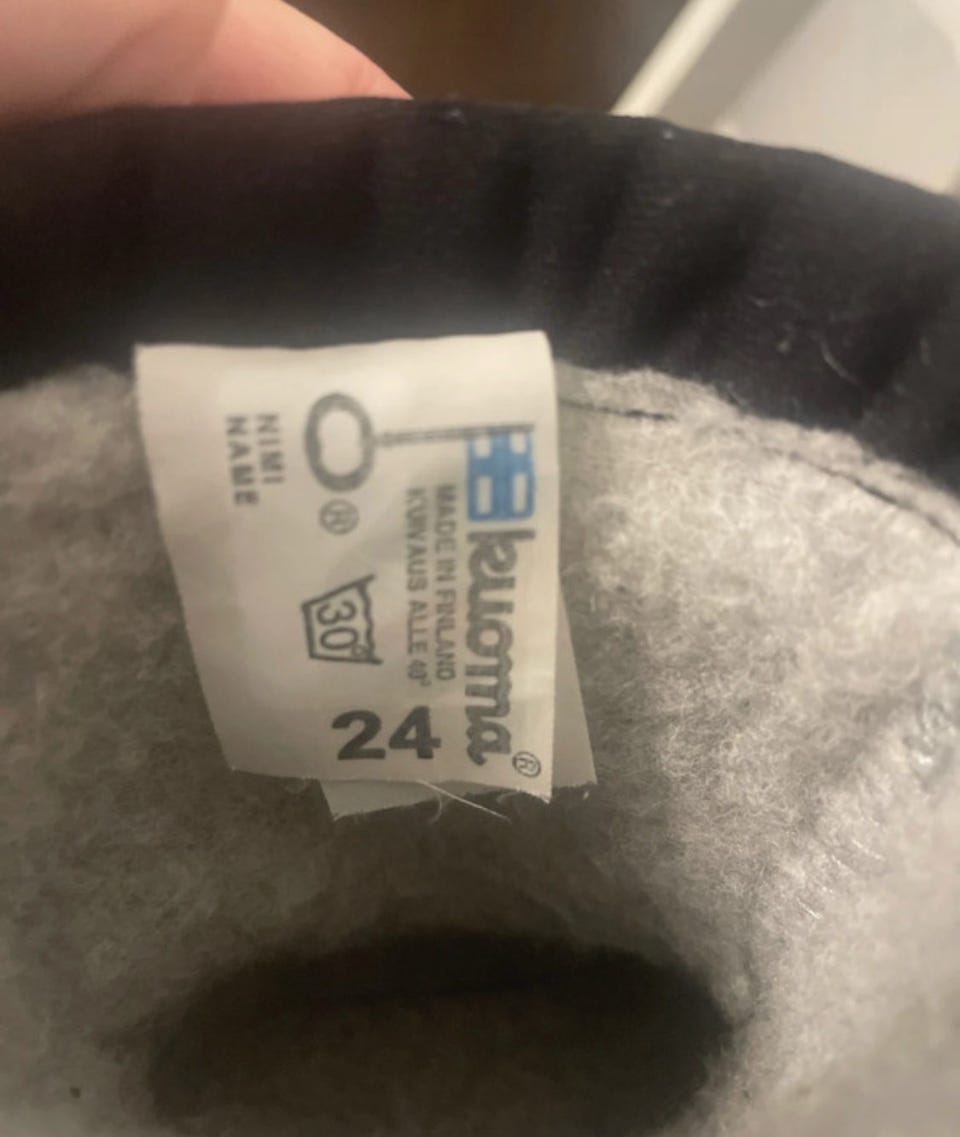 kuoma®
MADE IN FINLAND
KUIVAUS ALLE 40°
24
30°
®
NIMI
NAME